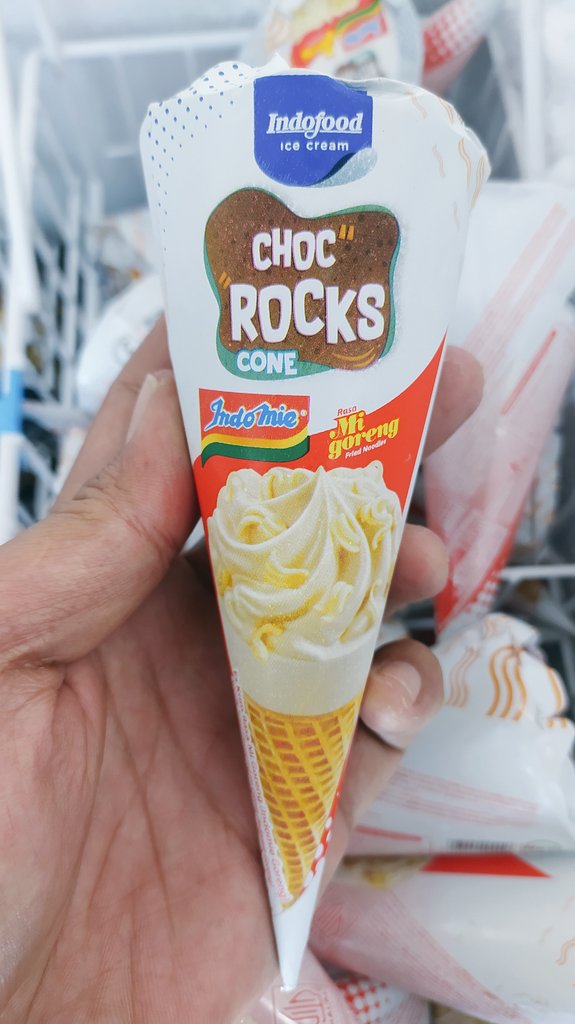 Indofood
ice cream
CHOC"
"ROCKS
CONE
Indomie®
Rasa
Mi
goreng
Fried Noodles